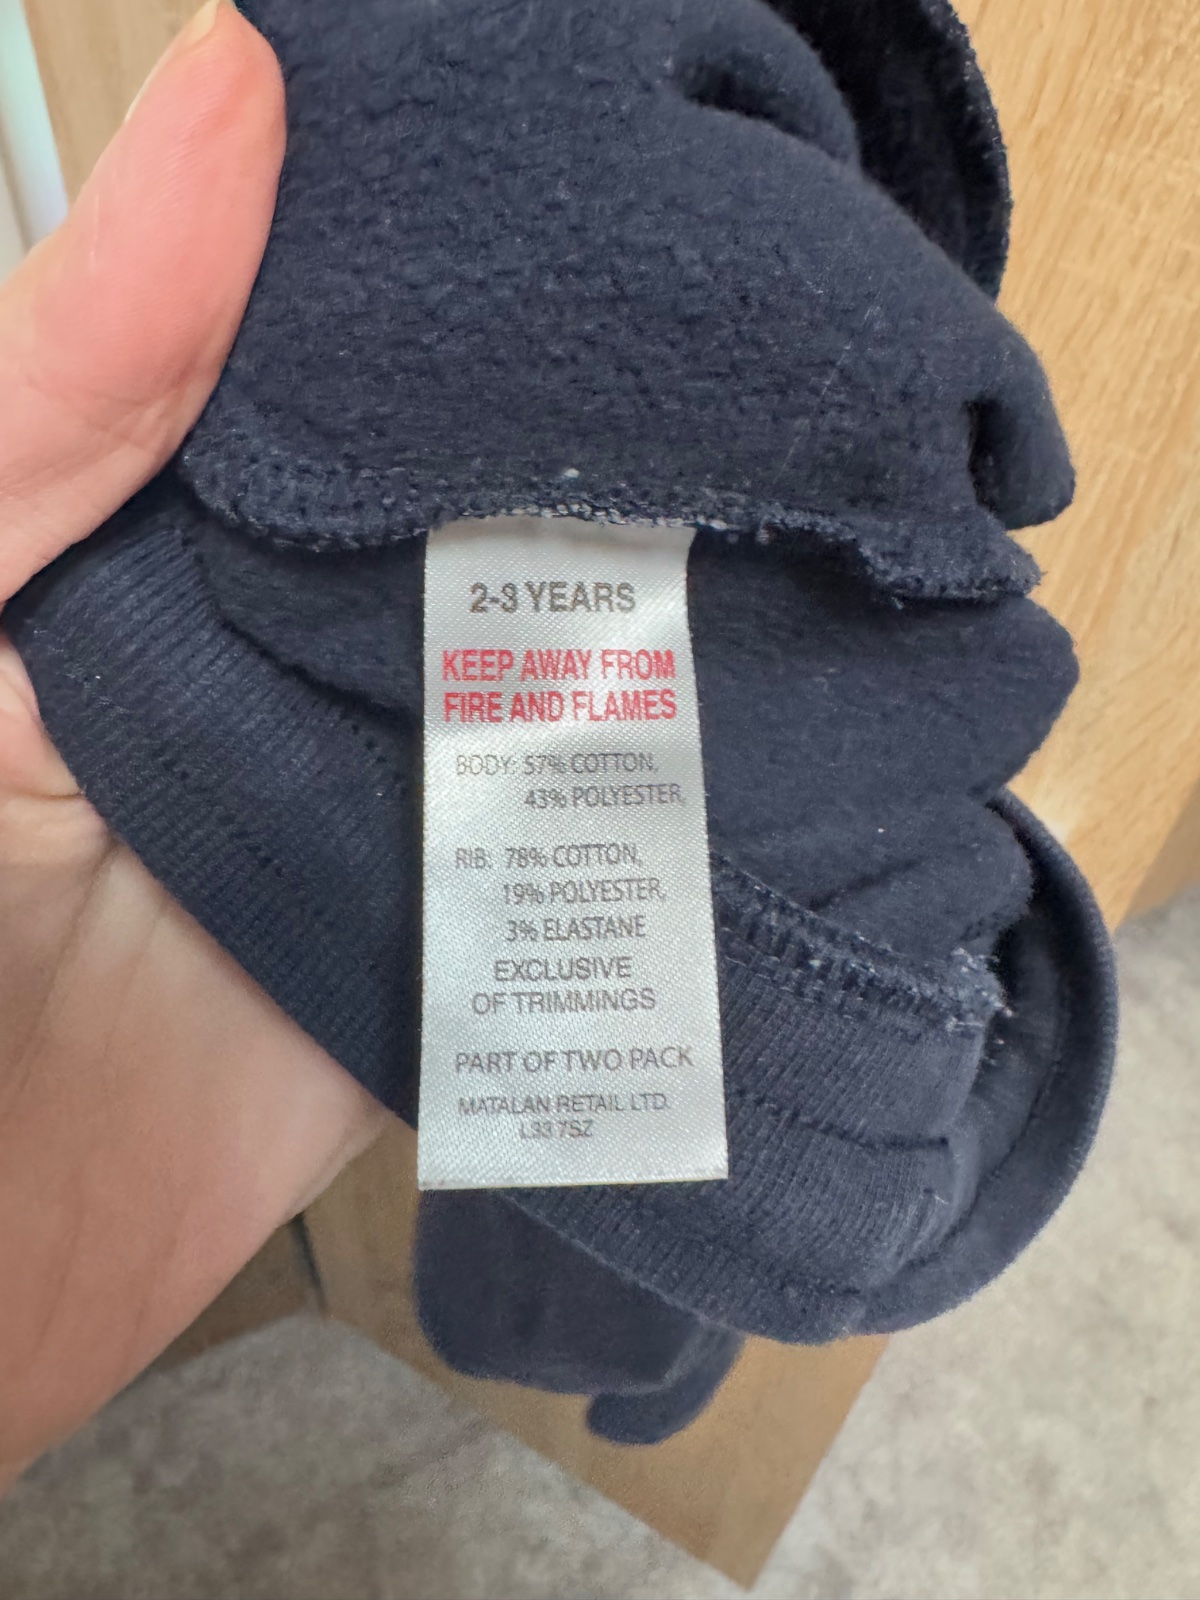 2-3 YEARS
KEEP AWAY FROM
FIRE AND FLAMES
BODY: 57% COTTON,
43% POLYESTER,
RIB: 78% COTTON,
19% POLYESTER,
3% ELASTANE
EXCLUSIVE
OF TRIMMINGS
PART OF TWO PACK
MATALAN RETAIL LTD.
L33 7SZ